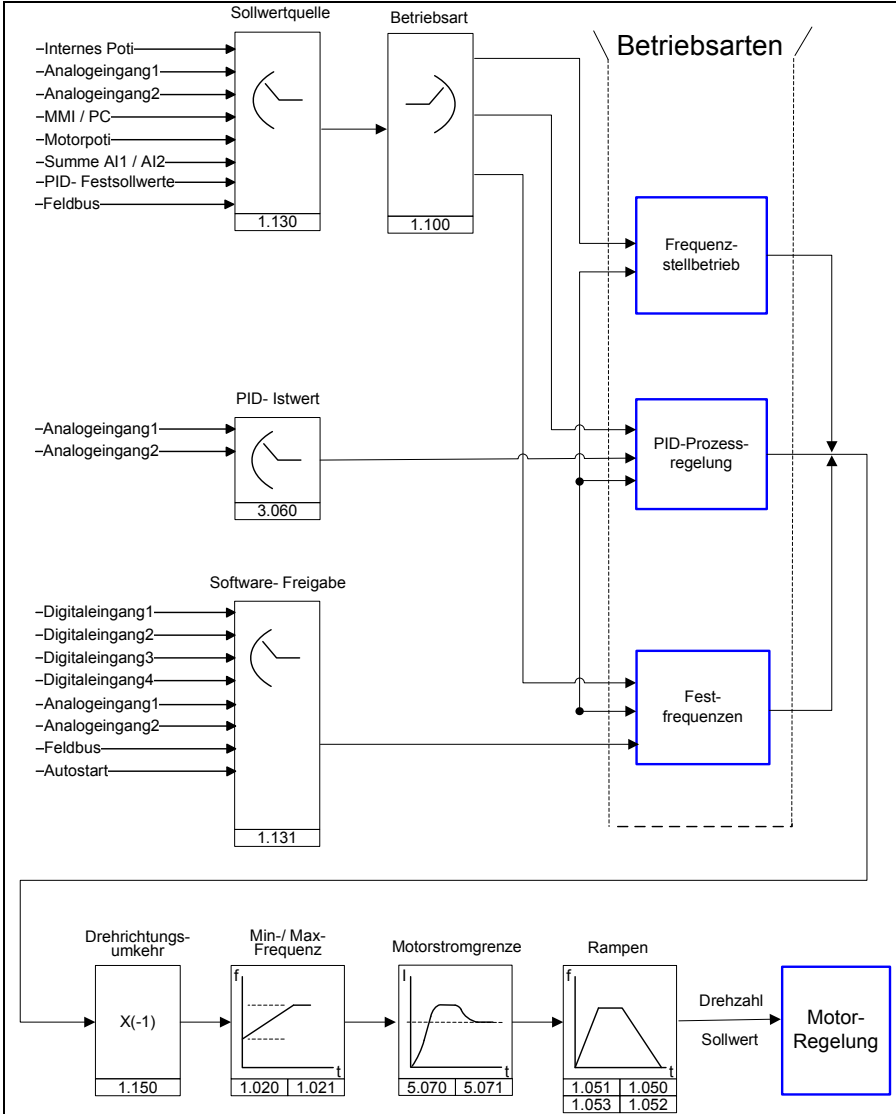 Sollwertquelle
Betriebsart
Betriebsarten
Internes Poti
Analogeingang1
Analogeingang2
MMI / PC
Motorpoti
Summe AI1 / AI2
PID- Festsollwerte
Feldbus
1.130
1.100
Frequenz-
stellbetrieb
PID- Istwert
Analogeingang1
Analogeingang2
3.060
PID-Prozess-
regelung
Software- Freigabe
Digitaleingang1
Digitaleingang2
Digitaleingang3
Digitaleingang4
Analogeingang1
Analogeingang2
Feldbus
Autostart
1.131
Fest-
frequenzen
Drehrichtungs-
umkehr
X(-1)
1.150
Min-/ Max-
Frequenz
f
t
1.020 1.021
Motorstromgrenze
I
t
5.070 5.071
Rampen
f
t
1.051 1.050
1.053 1.052
Drehzahl
Sollwert
Motor-
Regelung